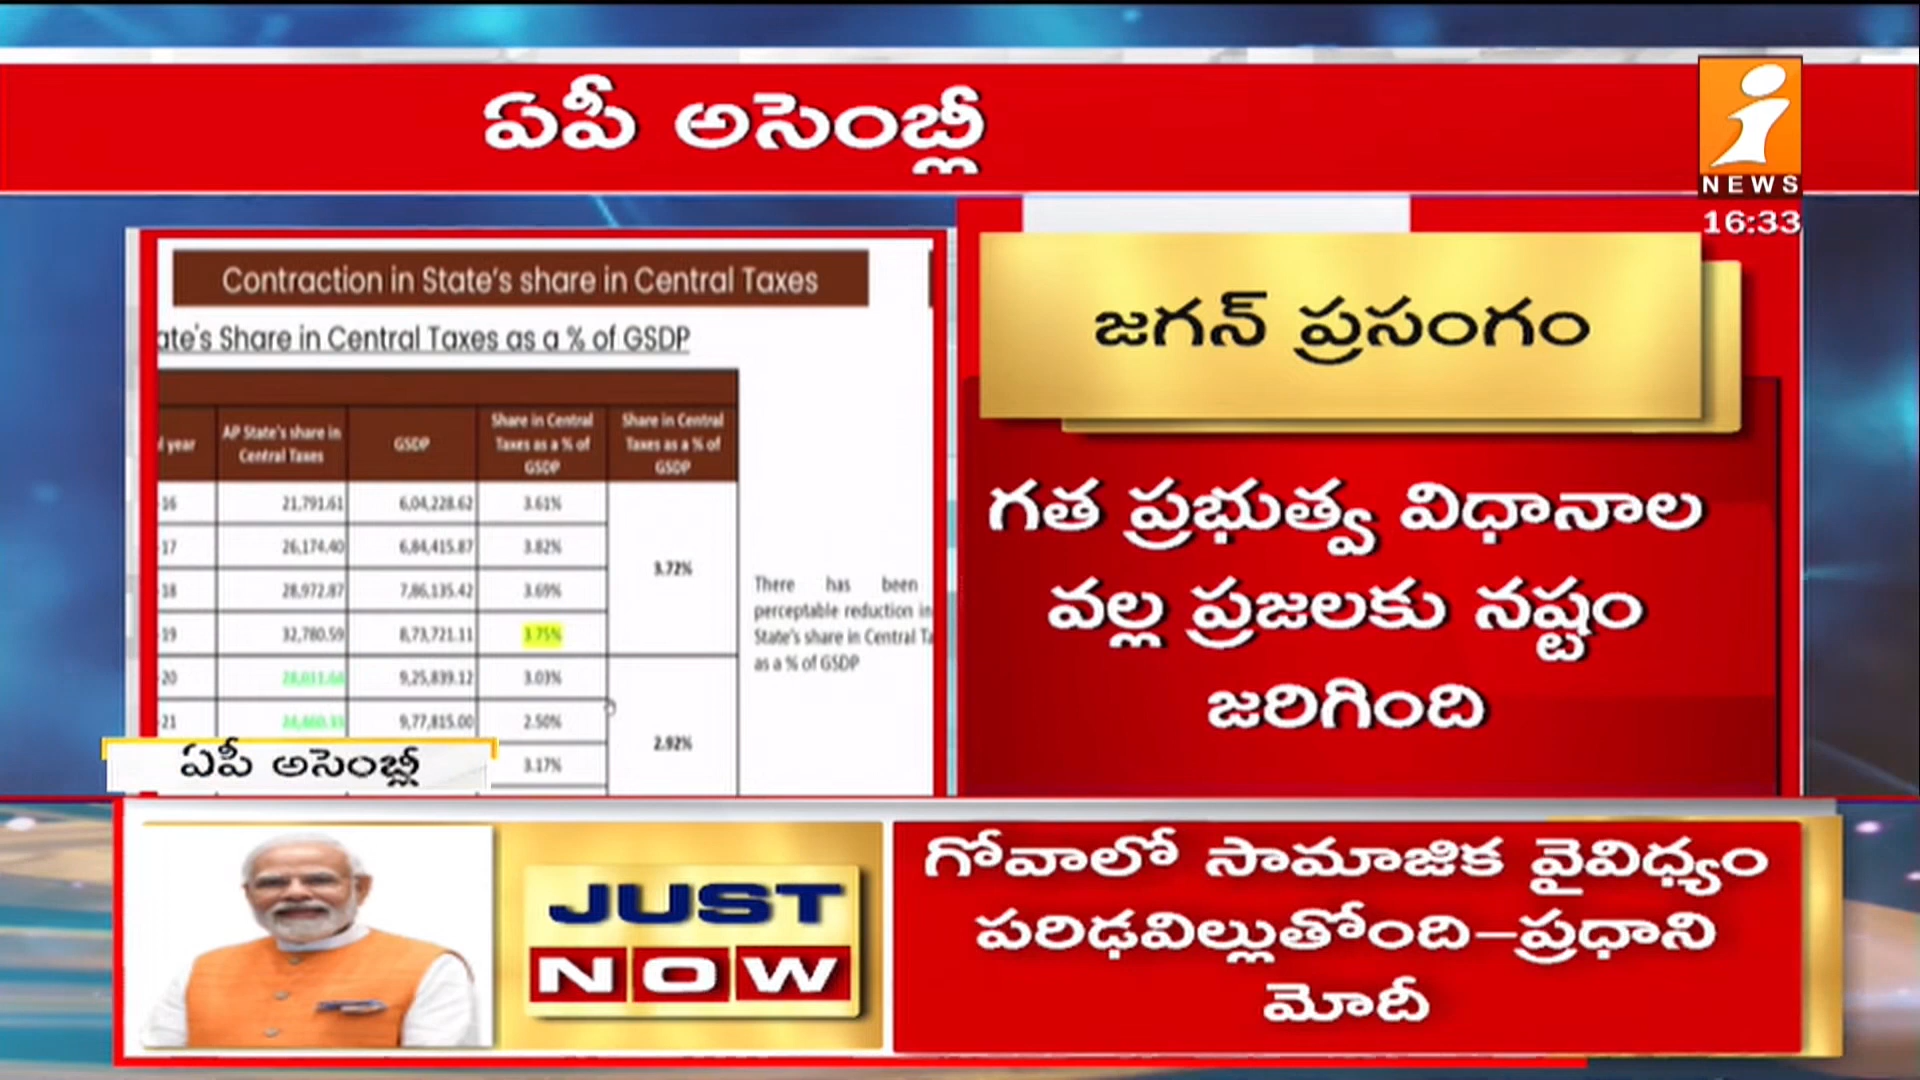 ఏపీ అసెంబ్లీ
i
NEWS
16:33
Contraction in State's share in Central Taxes
ate's Share in Central Taxes as a % of GSDP
l year
AP State's share in Central Taxes
GSDP
Share in Central Taxes as a % of GSDP
Share in Central Taxes as a % of GSDP
16 21,791.61 6,04,228.62 3.61%
17 26,174.40 6,84,415.87 3.82%
3.72%
18 28,972.87 7,86,135.42 3.69%
19 32,780.59 8,73,721.11 3.75%
20 9,25,839.12 3.03%
21 9,77,815.00 2.50%
2.92%
3.17%
There has been
perceptable reduction in
State's share in Central Ta
as a % of GSDP
జగన్ ప్రసంగం
గత ప్రభుత్వ విధానాల
వల్ల ప్రజలకు నష్టం
జరిగింది
ఏపీ అసెంబ్లీ
JUST
NOW
గోవాలో సామాజిక వైవిధ్యం
పరిఢవిల్లుతోంది–ప్రధాని
మోదీ